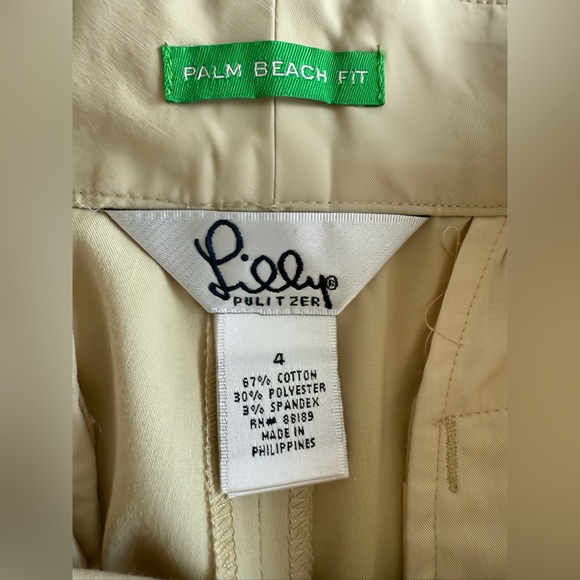 PALM BEACH FIT
Lilly®
PULITZER
4
67% COTTON
30% POLYESTER
3% SPANDEX
RN# 88189
MADE IN
PHILIPPINES